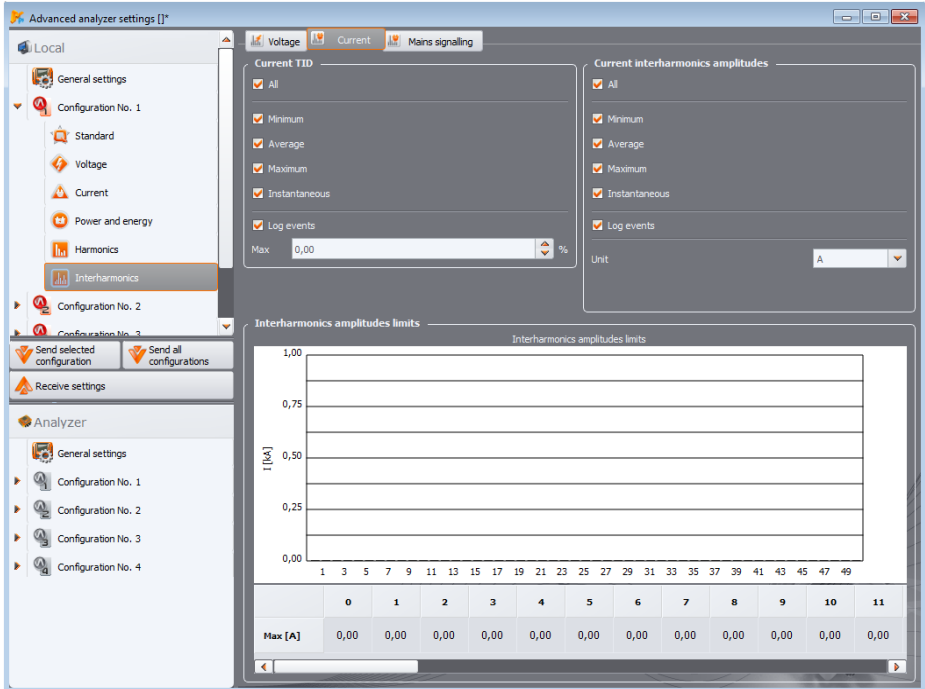 Advanced analyzer settings []*
Local
General settings
Configuration No. 1
Standard
Voltage
Current
Power and energy
Harmonics
Interharmonics
Configuration No. 2
Configuration No. 3
Send selected configuration
Send all configurations
Receive settings
Analyzer
General settings
Configuration No. 1
Configuration No. 2
Configuration No. 3
Configuration No. 4
Voltage Current Mains signalling
Current TID
All
Minimum
Average
Maximum
Instantaneous
Log events
Max 0,00 %
Current interharmonics amplitudes
All
Minimum
Average
Maximum
Instantaneous
Log events
Unit A
Interharmonics amplitudes limits
Interharmonics amplitudes limits
1,00
0,75
0,50
0,25
0,00
I [kA]
1 3 5 7 9 11 13 15 17 19 21 23 25 27 29 31 33 35 37 39 41 43 45 47 49
0 1 2 3 4 5 6 7 8 9 10 11
Max [A] 0,00 0,00 0,00 0,00 0,00 0,00 0,00 0,00 0,00 0,00 0,00 0,00